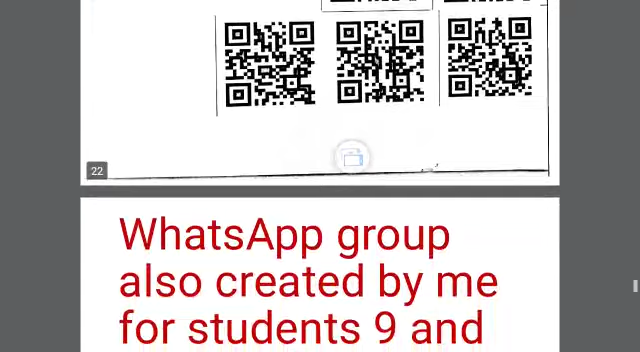 22
WhatsApp group
also created by me
for students 9 and